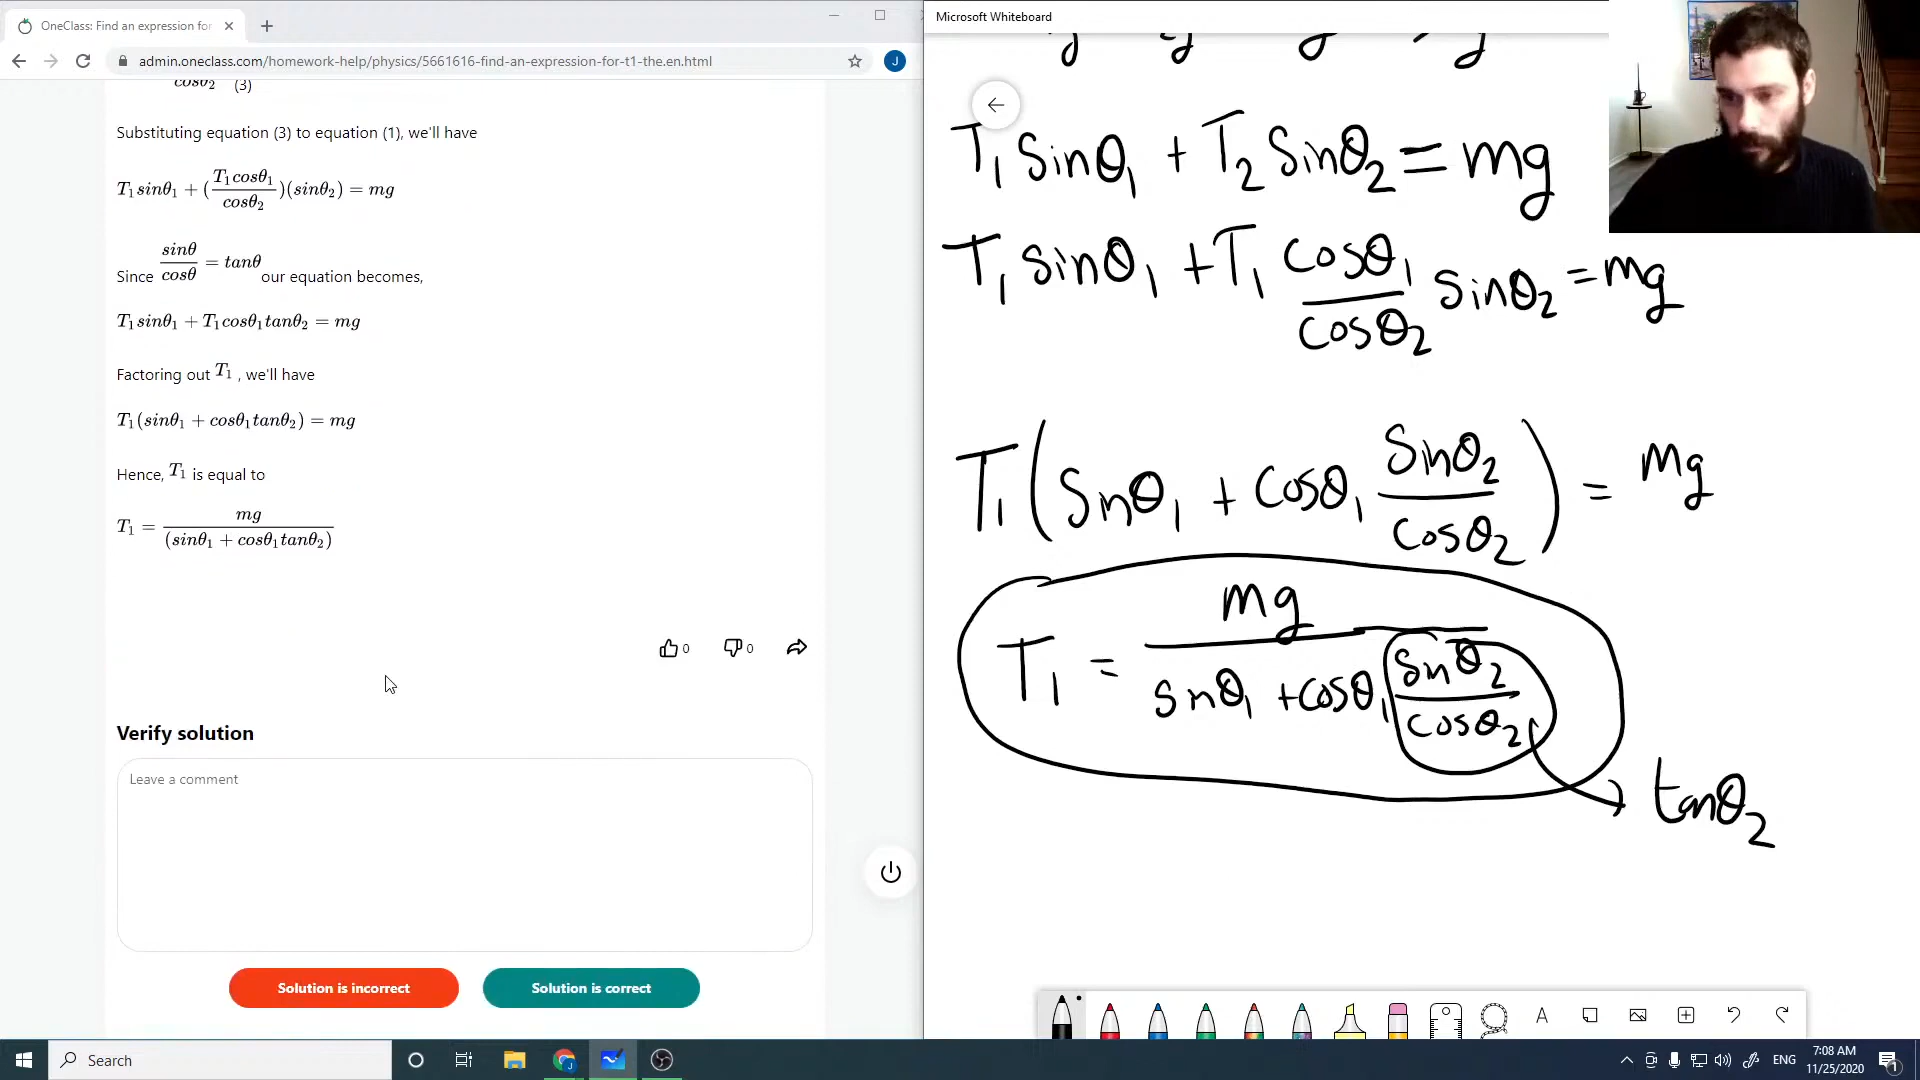 OneClass: Find an expression for
Microsoft Whiteboard
admin.oneclass.com/homework-help/physics/5661616-find-an-expression-for-t1-the.en.html
J
cosθ₂ (3)
Substituting equation (3) to equation (1), we'll have
T₁sinθ₁ + (T₁cosθ₁/cosθ₂)(sinθ₂) = mg
Since sinθ/cosθ = tanθ our equation becomes,
T₁sinθ₁ + T₁cosθ₁tanθ₂ = mg
Factoring out T₁ , we'll have
T₁(sinθ₁ + cosθ₁tanθ₂) = mg
Hence, T₁ is equal to
T₁ = mg/(sinθ₁ + cosθ₁tanθ₂)
0
0
Verify solution
Leave a comment
Solution is incorrect
Solution is correct
T₁ sinθ₁ + T₂ sinθ₂ = mg
T₁ sinθ₁ + T₁ cosθ₁/cosθ₂ sinθ₂ = mg
T₁(sinθ₁ + cosθ₁ sinθ₂/cosθ₂) = mg
T₁ = mg/sinθ₁ + cosθ₁ sinθ₂/cosθ₂
tanθ₂
A
Search
J
ENG
7:08 AM
11/25/2020
1